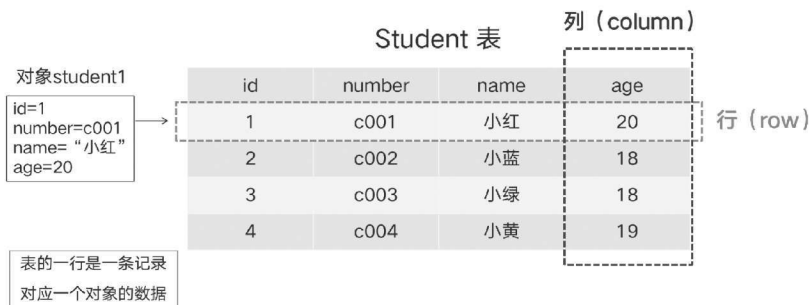 Student 表
列（column）
对象student1
id=1
number=c001
name=“小红”
age=20
id number name age
1 c001 小红 20
2 c002 小蓝 18
3 c003 小绿 18
4 c004 小黄 19
行（row）
表的一行是一条记录
对应一个对象的数据